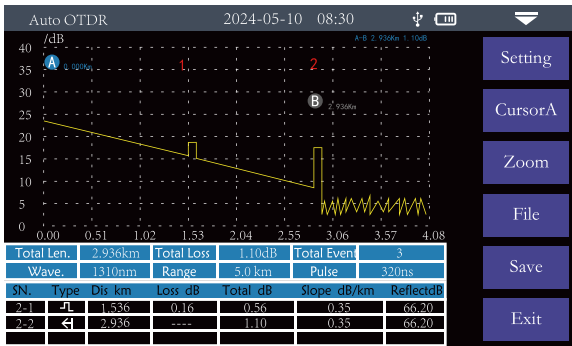 Auto OTDR 2024-05-10 08:30
/dB
A-B 2.936Km 1.10dB
40
A 0.000Km
1
2
Setting
35
30
B 2.936Km
CursorA
25
20
15
Zoom
10
5
File
0
0.00 0.51 1.02 1.53 2.04 2.55 3.06 3.57 4.08
Total Len. 2.936km Total Loss 1.10dB Total Event 3
Wave. 1310nm Range 5.0 km Pulse 320ns
Save
SN. Type Dis km Loss dB Total dB Slope dB/km ReflectdB
2-1 1.536 0.16 0.56 0.35 66.20
2-2 2.936 ---- 1.10 0.35 66.20
Exit